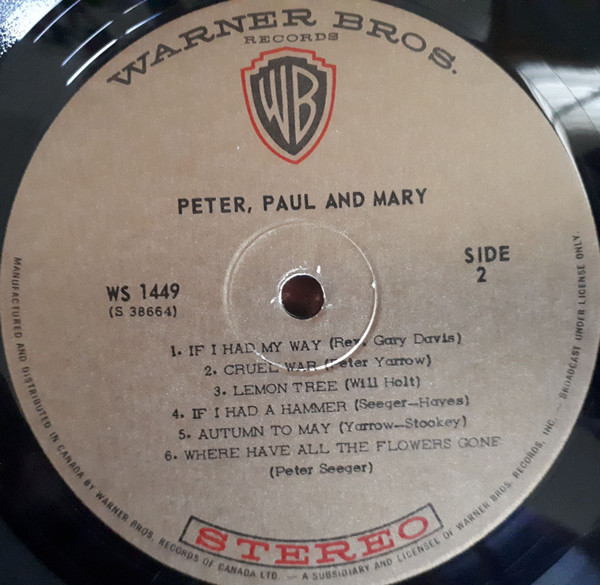 WARNER BROS.
RECORDS
WB
PETER, PAUL AND MARY
SIDE
2
WS 1449
(S 38664)
1. IF I HAD MY WAY (Rev. Gary Davis)
2. CRUEL WAR (Peter Yarrow)
3. LEMON TREE (Will Holt)
4. IF I HAD A HAMMER (Seeger-Hayes)
5. AUTUMN TO MAY (Yarrow-Stookey)
6. WHERE HAVE ALL THE FLOWERS GONE
(Peter Seeger)
STEREO
MANUFACTURED AND DISTRIBUTED IN CANADA BY WARNER BROS. RECORDS OF CANADA LTD. — A SUBSIDIARY AND LICENSEE OF WARNER BROS. RECORDS, INC. — BROADCAST UNDER LICENSE ONLY.